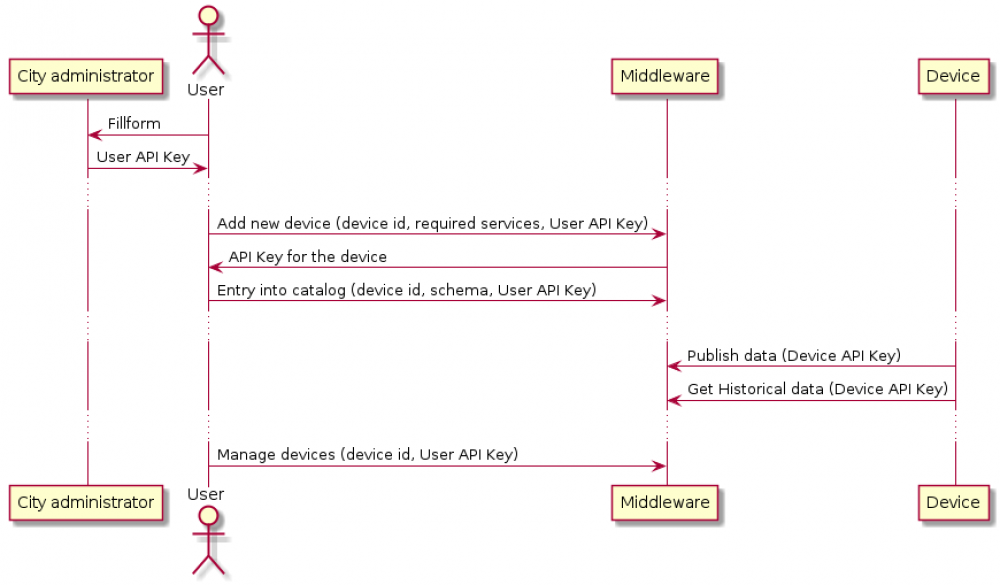 City administrator
User
Middleware
Device
Fillform
User API Key
Add new device (device id, required services, User API Key)
API Key for the device
Entry into catalog (device id, schema, User API Key)
Publish data (Device API Key)
Get Historical data (Device API Key)
Manage devices (device id, User API Key)
City administrator
User
Middleware
Device